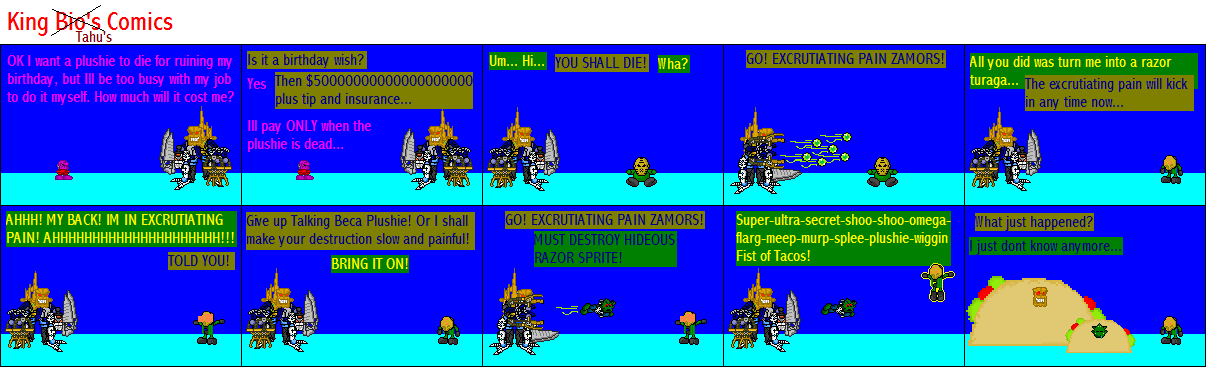 King Bio's Comics
Tahu's
OK I want a plushie to die for ruining my
birthday, but Ill be too busy with my job
to do it myself. How much will it cost me?
Is it a birthday wish?
Yes
Then $50000000000000000000
plus tip and insurance...
Ill pay ONLY when the
plushie is dead...
Um... Hi...
YOU SHALL DIE!
Wha?
GO! EXCRUTIATING PAIN ZAMORS!
All you did was turn me into a razor
turaga...
The excrutiating pain will kick
in any time now...
AHHH! MY BACK! IM IN EXCRUTIATING
PAIN! AHHHHHHHHHHHHHHHHHHHHH!!!
TOLD YOU!
Give up Talking Beca Plushie! Or I shall
make your destruction slow and painful!
BRING IT ON!
GO! EXCRUTIATING PAIN ZAMORS!
MUST DESTROY HIDEOUS
RAZOR SPRITE!
Super-ultra-secret-shoo-shoo-omega-
flarg-meep-murp-splee-plushie-wiggin
Fist of Tacos!
What just happened?
I just dont know anymore...